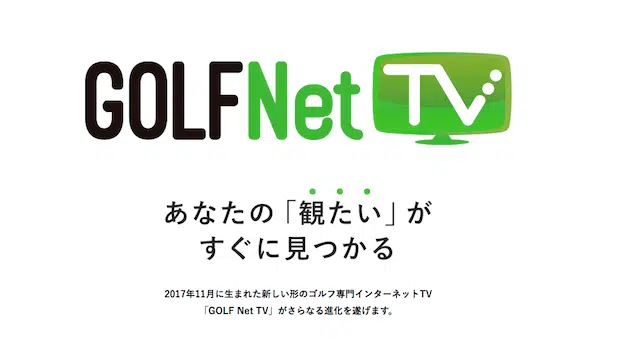 GOLFNet TV
あなたの「観たい」が
すぐに見つかる
2017年11月に生まれた新しい形のゴルフ専門インターネットTV
「GOLF Net TV」がさらなる進化を遂げます。